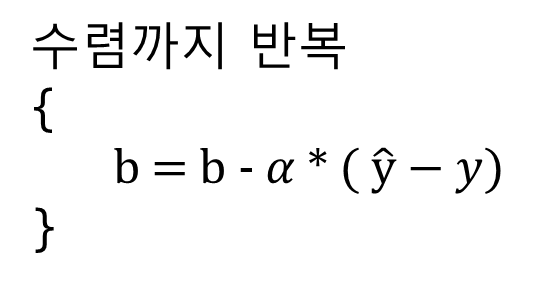 수렴까지 반복
{
b = b - α * ( ŷ − y)
}